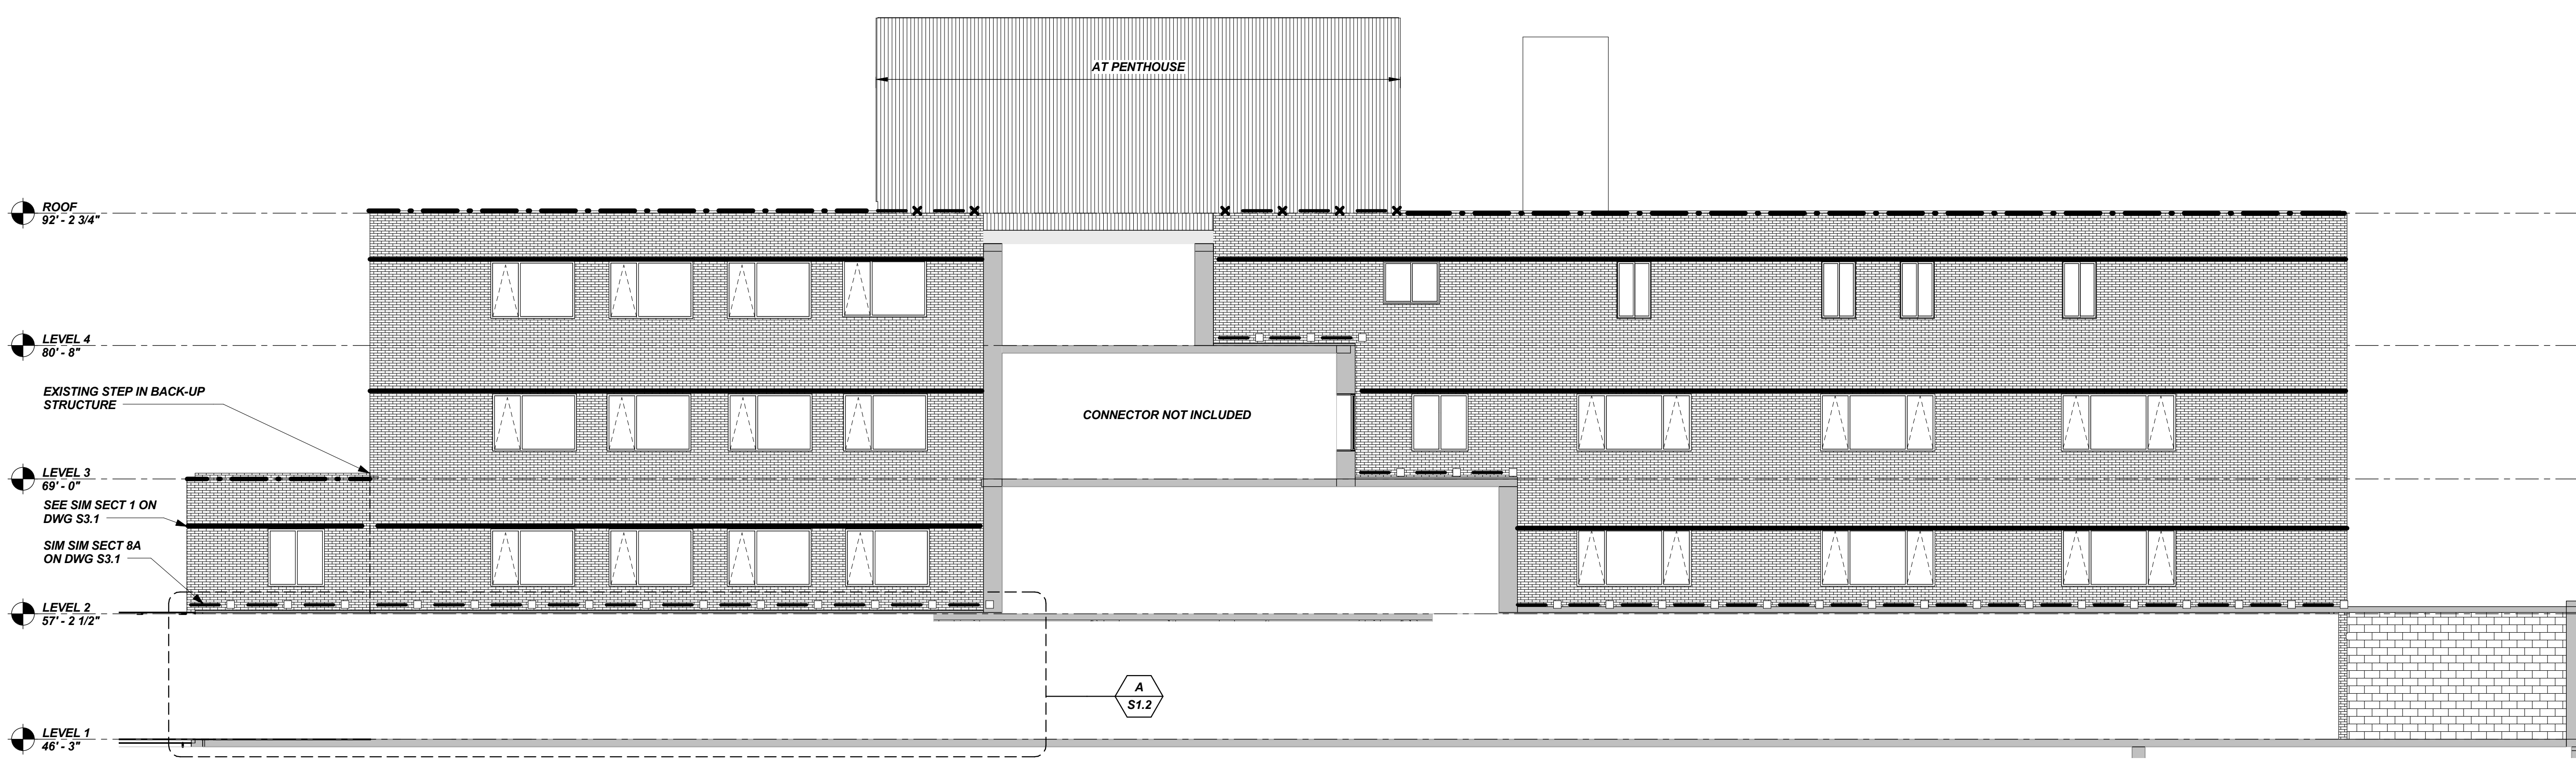 AT PENTHOUSE
ROOF
92' - 2 3/4"
LEVEL 4
80' - 8"
EXISTING STEP IN BACK-UP
STRUCTURE
CONNECTOR NOT INCLUDED
LEVEL 3
69' - 0"
SEE SIM SECT 1 ON
DWG S3.1
SIM SIM SECT 8A
ON DWG S3.1
LEVEL 2
57' - 2 1/2"
A
S1.2
LEVEL 1
46' - 3"